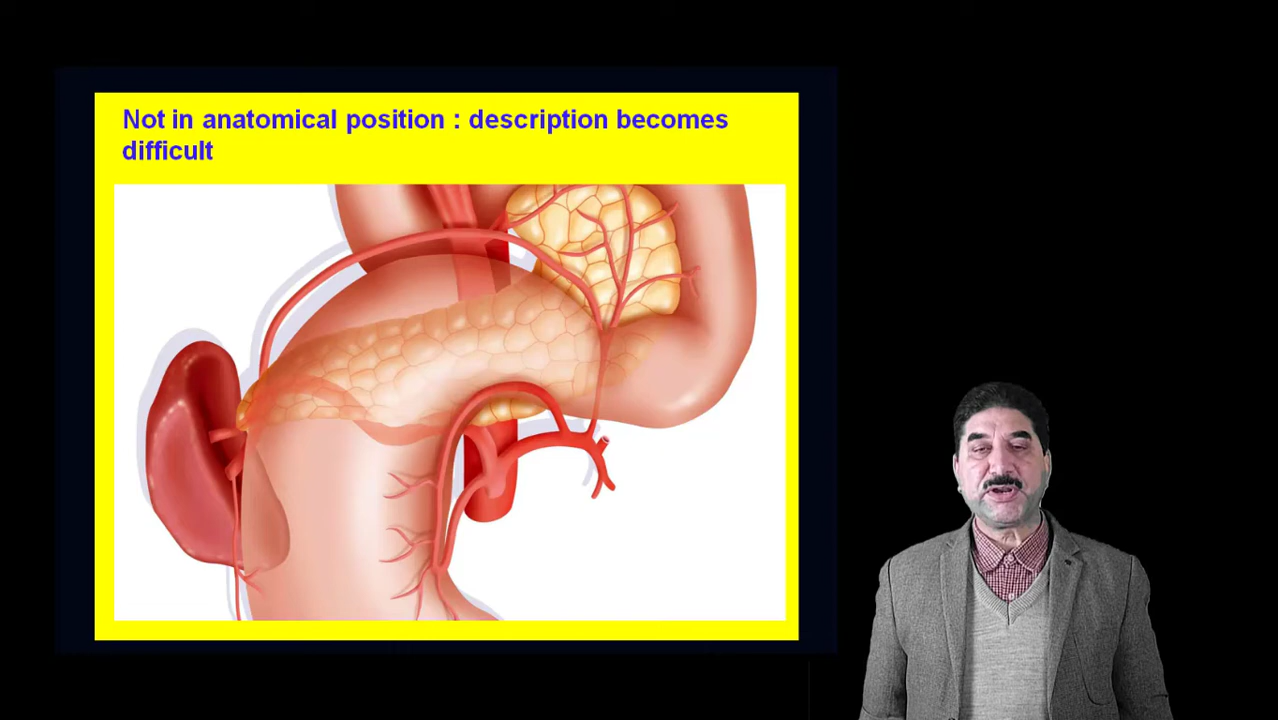 Not in anatomical position : description becomes
difficult